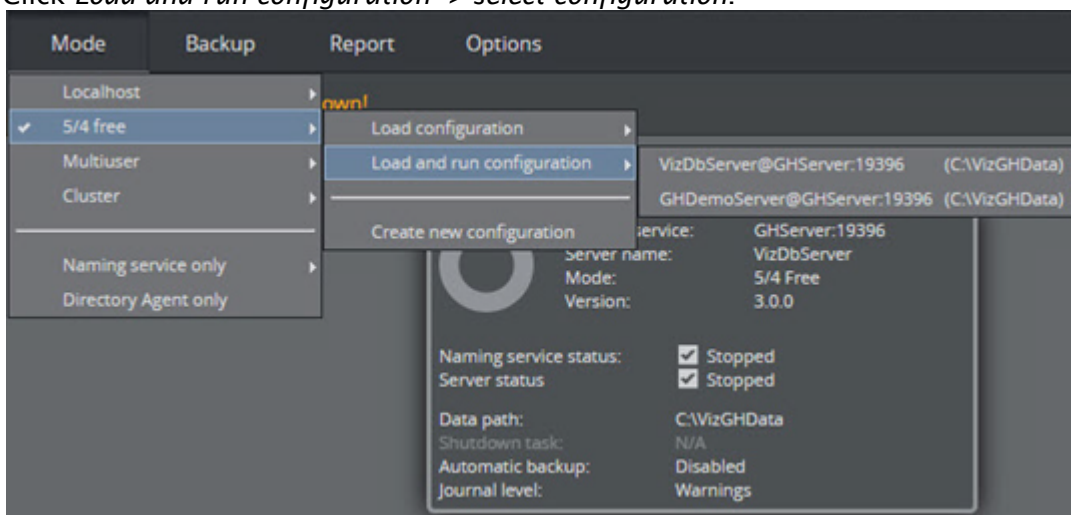 Click Load and run configuration -> select configuration.
Mode Backup Report Options
Localhost
own!
5/4 free
Load configuration
Multiuser
Load and run configuration
VizDbServer@GHServer:19396 (C:\VizGHData)
Cluster
GHDemoServer@GHServer:19396 (C:\VizGHData)
Create new configuration
service: GHServer:19396
Server name: VizDbServer
Naming service only
Mode: 5/4 Free
Directory Agent only
Version: 3.0.0
Naming service status: Stopped
Server status Stopped
Data path: C:\VizGHData
Shutdown task: N/A
Automatic backup: Disabled
Journal level: Warnings